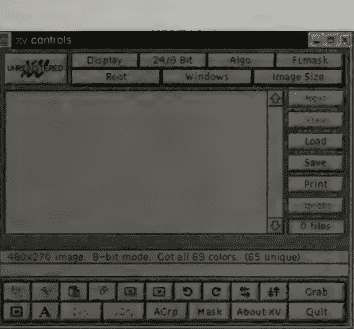 xv controls
UNREGISTERED
Display 24/8 Bit Algo FLmask
Root Windows Image Size
Load
Save
Print
0 files
480x270 image. 8-bit mode. Got all 69 colors. (65 unique)
Grab
A ACrp Mask About XV Quit